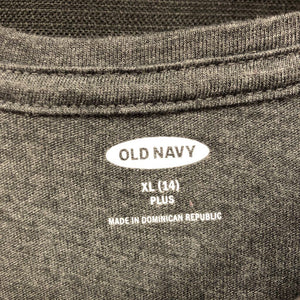 OLD NAVY
XL (14)
PLUS
MADE IN DOMINICAN REPUBLIC